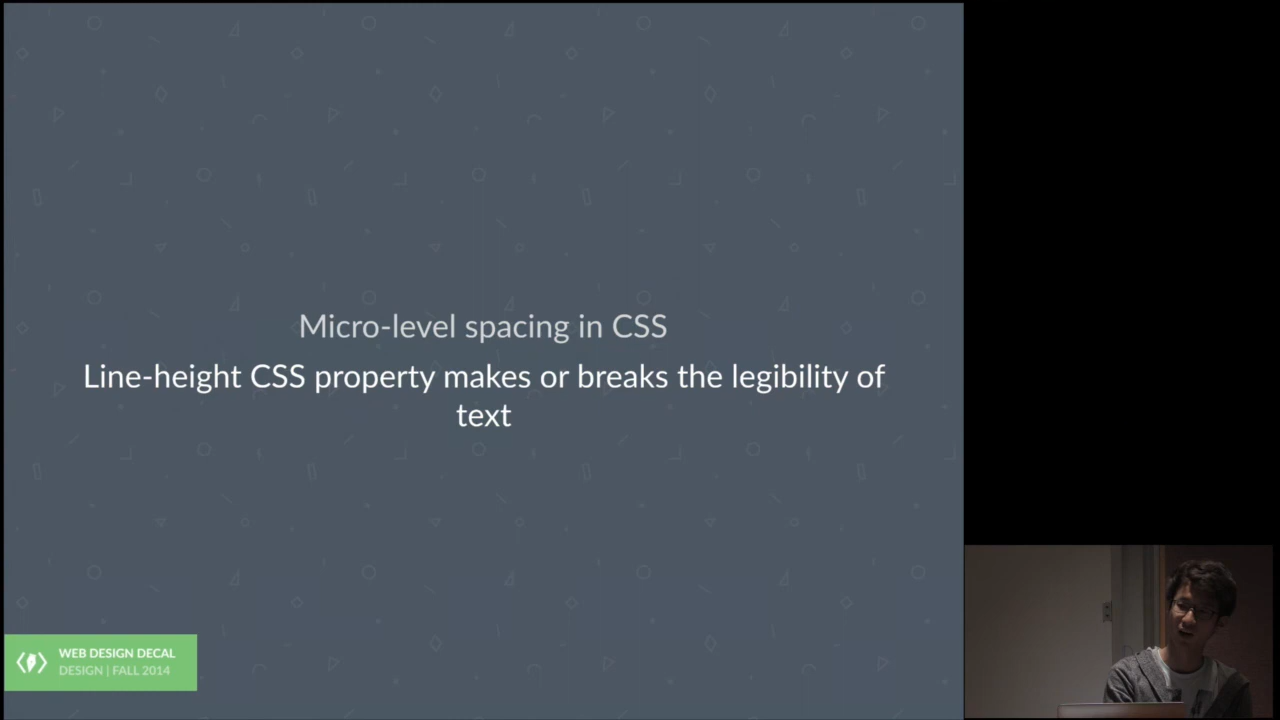 Micro-level spacing in CSS
Line-height CSS property makes or breaks the legibility of
text
WEB DESIGN DECAL
DESIGN | FALL 2014